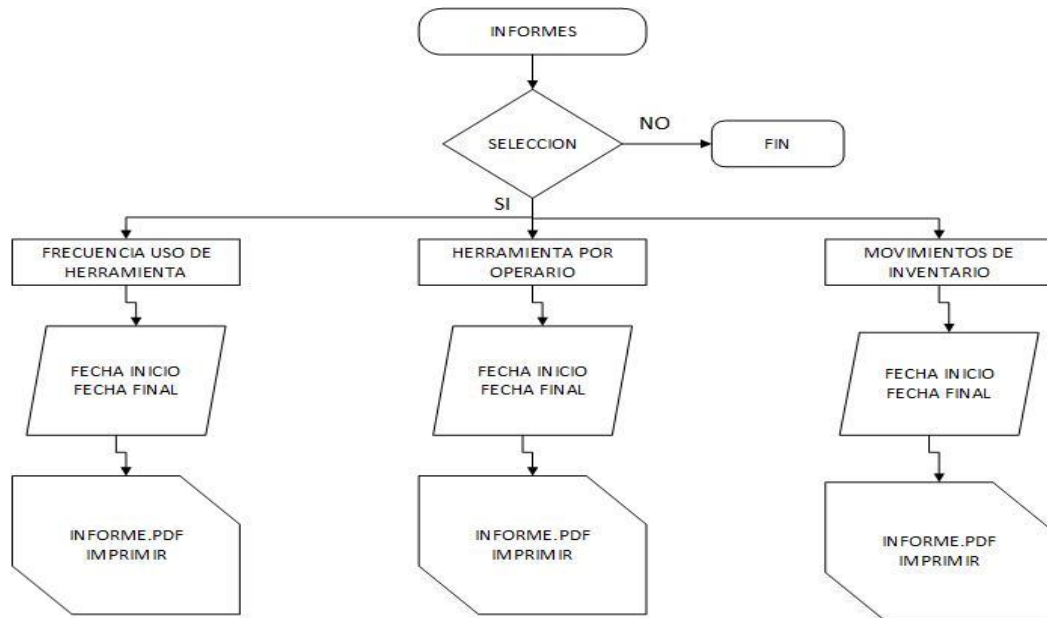 INFORMES
SELECCION
NO
FIN
SI
FRECUENCIA USO DE
HERRAMIENTA
HERRAMIENTA POR
OPERARIO
MOVIMIENTOS DE
INVENTARIO
FECHA INICIO
FECHA FINAL
FECHA INICIO
FECHA FINAL
FECHA INICIO
FECHA FINAL
INFORME.PDF
IMPRIMIR
INFORME.PDF
IMPRIMIR
INFORME.PDF
IMPRIMIR